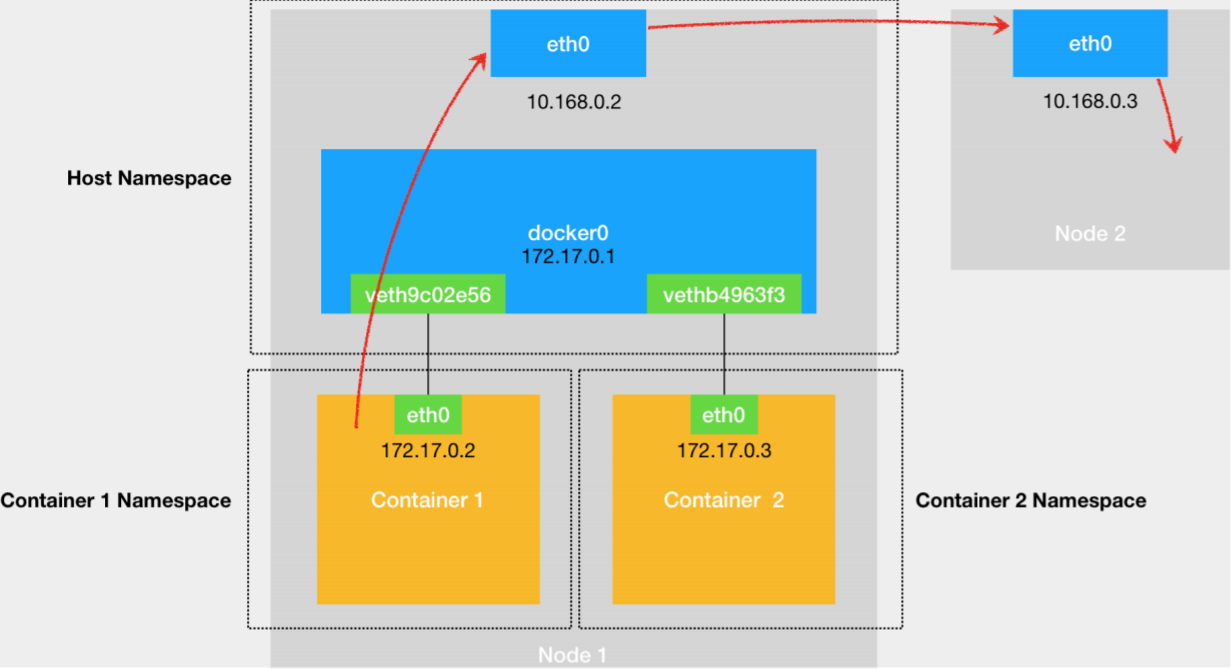 eth0
eth0
10.168.0.2
10.168.0.3
Host Namespace
docker0
Node 2
172.17.0.1
veth9c02e56
vethb4963f3
eth0
eth0
172.17.0.2
172.17.0.3
Container 1 Namespace
Container 1
Container 2
Container 2 Namespace
Node 1